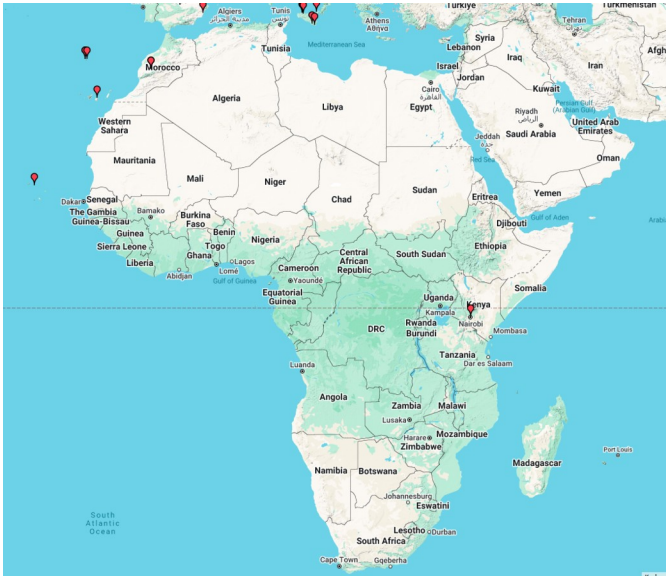 Türkiye
Turkmenistan
Algiers
مدينة الجزائر
Tunis
تونس
Athens
Αθήνα
Tehran
تهران
Mediterranean Sea
Syria
Lebanon
Iraq
Iran
Afgh
Israel
Jordan
Tunisia
Morocco
Cairo
القاهرة
Kuwait
Persian Gulf
(Arabian Gulf)
Algeria
Libya
Egypt
Riyadh
الرياض
Western
Sahara
Saudi Arabia
United Arab
Emirates
Jeddah
جدة
Red Sea
Oman
Mauritania
Mali
Niger
Chad
Sudan
Eritrea
Yemen
Dakar
Senegal
The Gambia
Guinea-Bissau
Bamako
Burkina
Faso
Gulf of Aden
Arabi
Djibouti
Guinea
Benin
Togo
Ghana
Nigeria
Sierra Leone
Liberia
Lagos
Lomé
Abidjan
Gulf of Guinea
Cameroon
Yaoundé
Central
African
Republic
South Sudan
Ethiopia
Somalia
Equatorial
Guinea
Uganda
Kampala
Kenya
Nairobi
DRC
Rwanda
Burundi
Mombasa
Tanzania
Dar es Salaam
Luanda
Angola
Zambia
Malawi
Lusaka
Mozambique
Harare
Zimbabwe
Namibia
Botswana
Madagascar
Port Louis
Johannesburg
Eswatini
South
Atlantic
Ocean
Lesotho
Durban
South Africa
Cape Town
Gqeberha